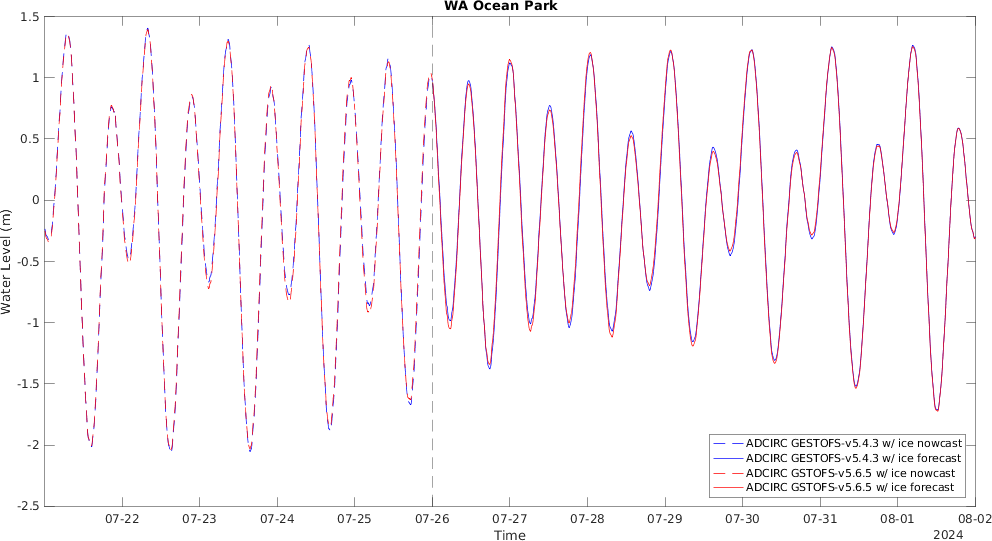 WA Ocean Park
1.5
1
0.5
0
-0.5
-1
-1.5
-2
-2.5
Water Level (m)
ADCIRC GESTOFS-v5.4.3 w/ ice nowcast
ADCIRC GESTOFS-v5.4.3 w/ ice forecast
ADCIRC GSTOFS-v5.6.5 w/ ice nowcast
ADCIRC GSTOFS-v5.6.5 w/ ice forecast
07-22 07-23 07-24 07-25 07-26 07-27 07-28 07-29 07-30 07-31 08-01 08-02
Time
2024